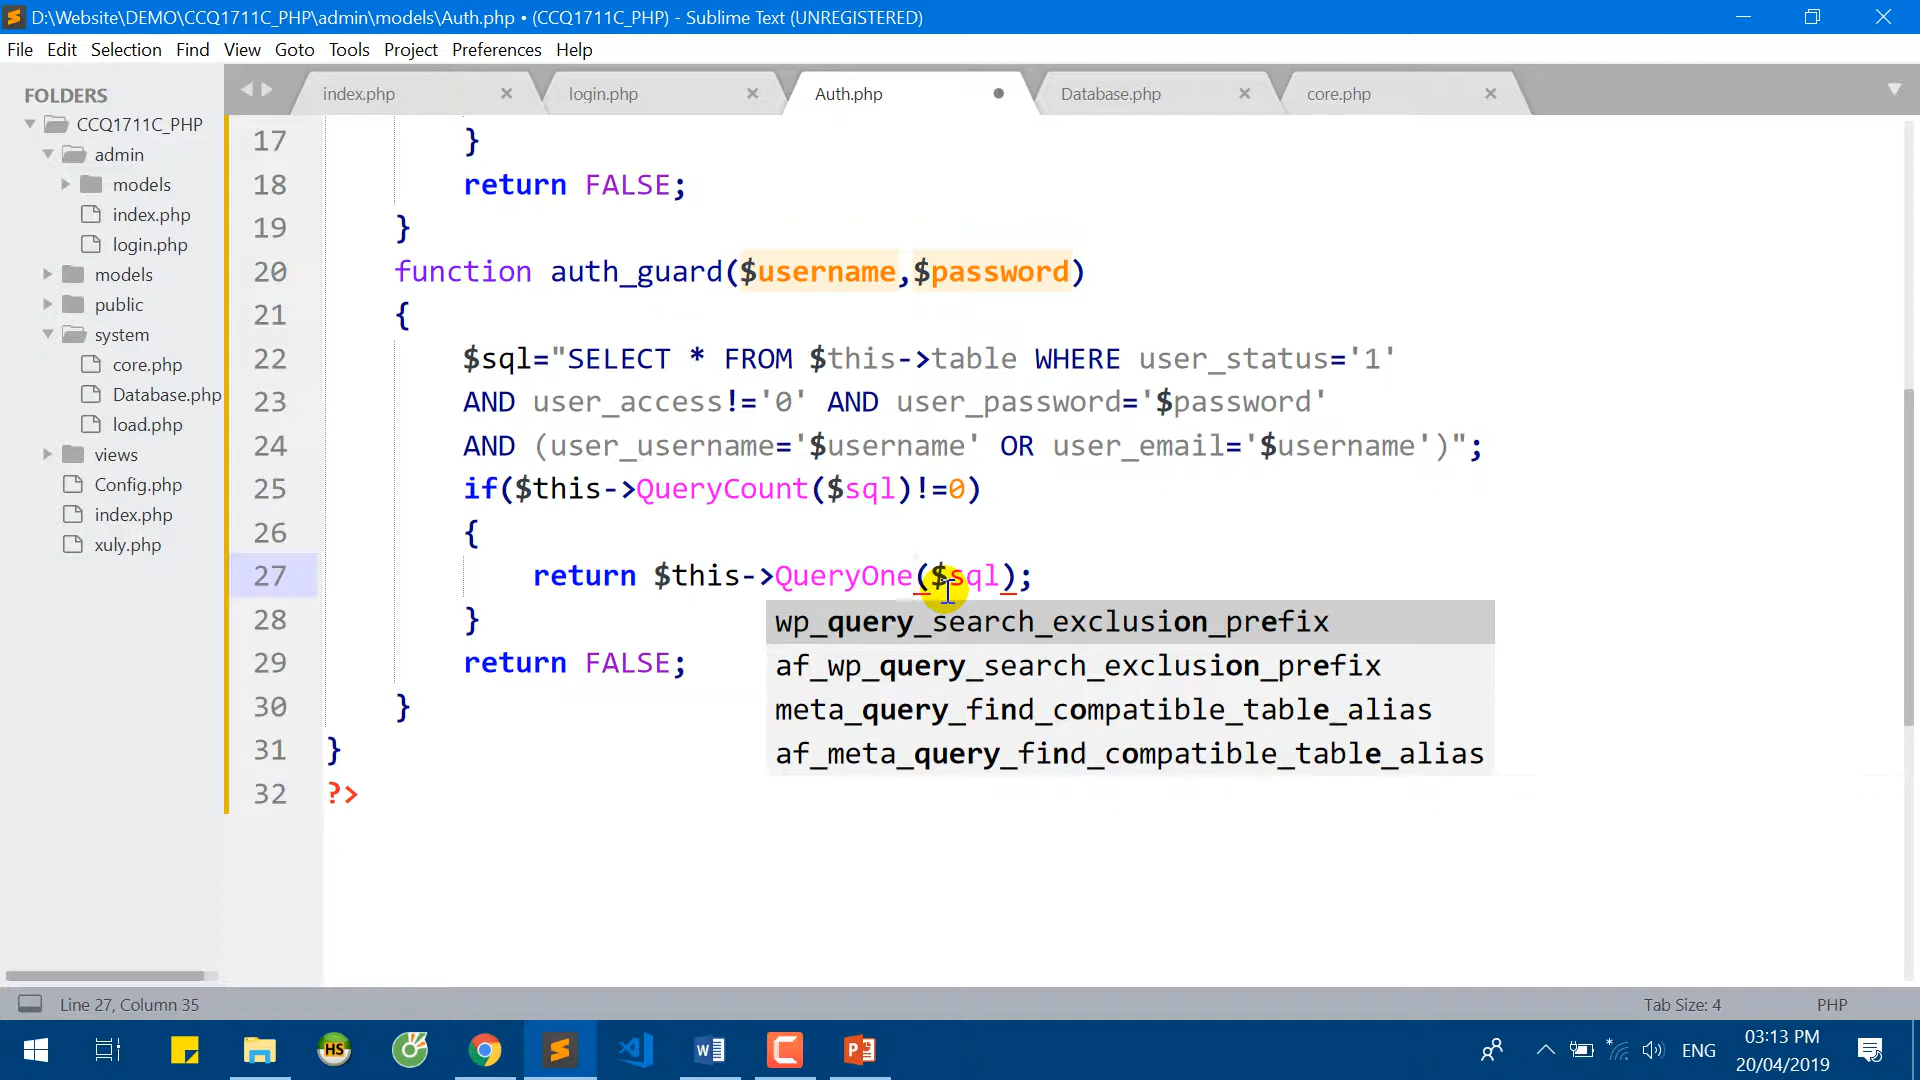 D:\Website\DEMO\CCQ1711C_PHP\admin\models\Auth.php • (CCQ1711C_PHP) - Sublime Text (UNREGISTERED)
File Edit Selection Find View Goto Tools Project Preferences Help
FOLDERS
CCQ1711C_PHP
admin
models
index.php
login.php
models
public
system
core.php
Database.php
load.php
views
Config.php
index.php
xuly.php
index.php × login.php × Auth.php Database.php × core.php ×
17 }
18 return FALSE;
19 }
20 function auth_guard($username,$password)
21 {
22 $sql="SELECT * FROM $this->table WHERE user_status='1'
23 AND user_access!='0' AND user_password='$password'
24 AND (user_username='$username' OR user_email='$username')";
25 if($this->QueryCount($sql)!=0)
26 {
27 return $this->QueryOne($sql);
wp_query_search_exclusion_prefix
af_wp_query_search_exclusion_prefix
meta_query_find_compatible_table_alias
af_meta_query_find_compatible_table_alias
28 }
29 return FALSE;
30 }
31 }
32 ?>
Line 27, Column 35
Tab Size: 4 PHP
HS
ENG
03:13 PM
20/04/2019